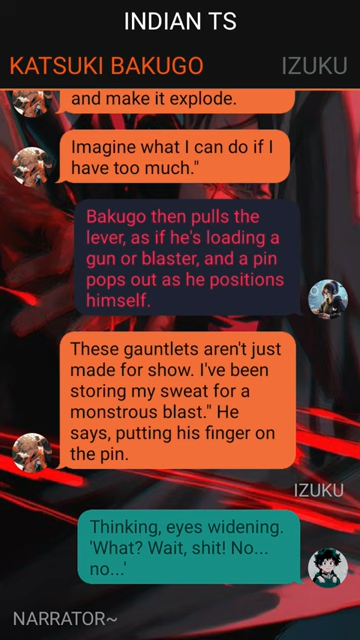 INDIAN TS
KATSUKI BAKUGO
IZUKU
and make it explode.
Imagine what I can do if I
have too much."
Bakugo then pulls the
lever, as if he's loading a
gun or blaster, and a pin
pops out as he positions
himself.
These gauntlets aren't just
made for show. I've been
storing my sweat for a
monstrous blast." He
says, putting his finger on
the pin.
IZUKU
Thinking, eyes widening.
'What? Wait, shit! No...
no...'
NARRATOR~